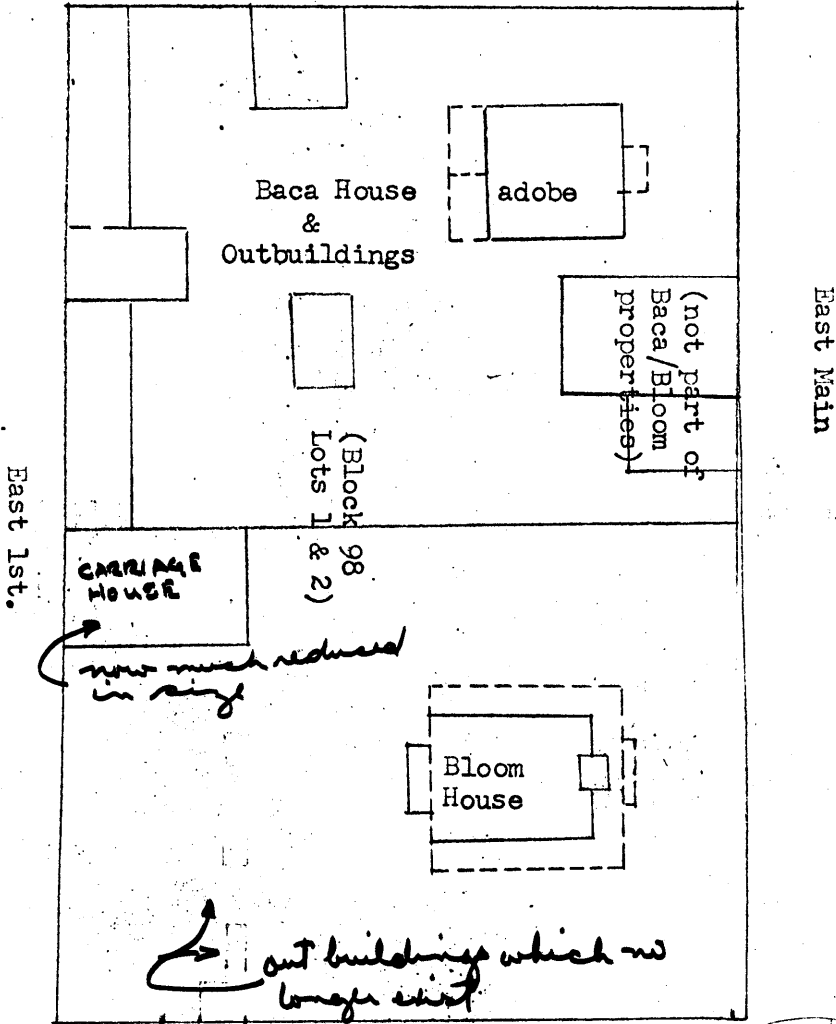 Baca House
&
Outbuildings
adobe
(not part of
Baca/Bloom
properties)
East Main
(Block 98
Lots 1 & 2)
East 1st.
CARRIAGE
HOUSE
now much reduced
in size
Bloom
House
out buildings which no
longer exist